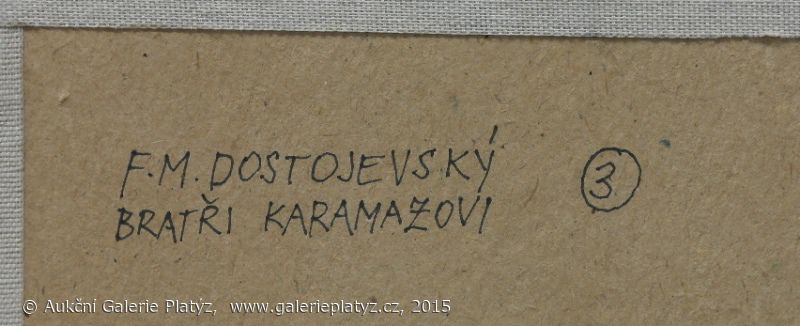 F.M. DOSTOJEVSKÝ 3
BRATŘI KARAMAZOVI
© Aukční Galerie Platýz, www.galerieplatyz.cz, 2015